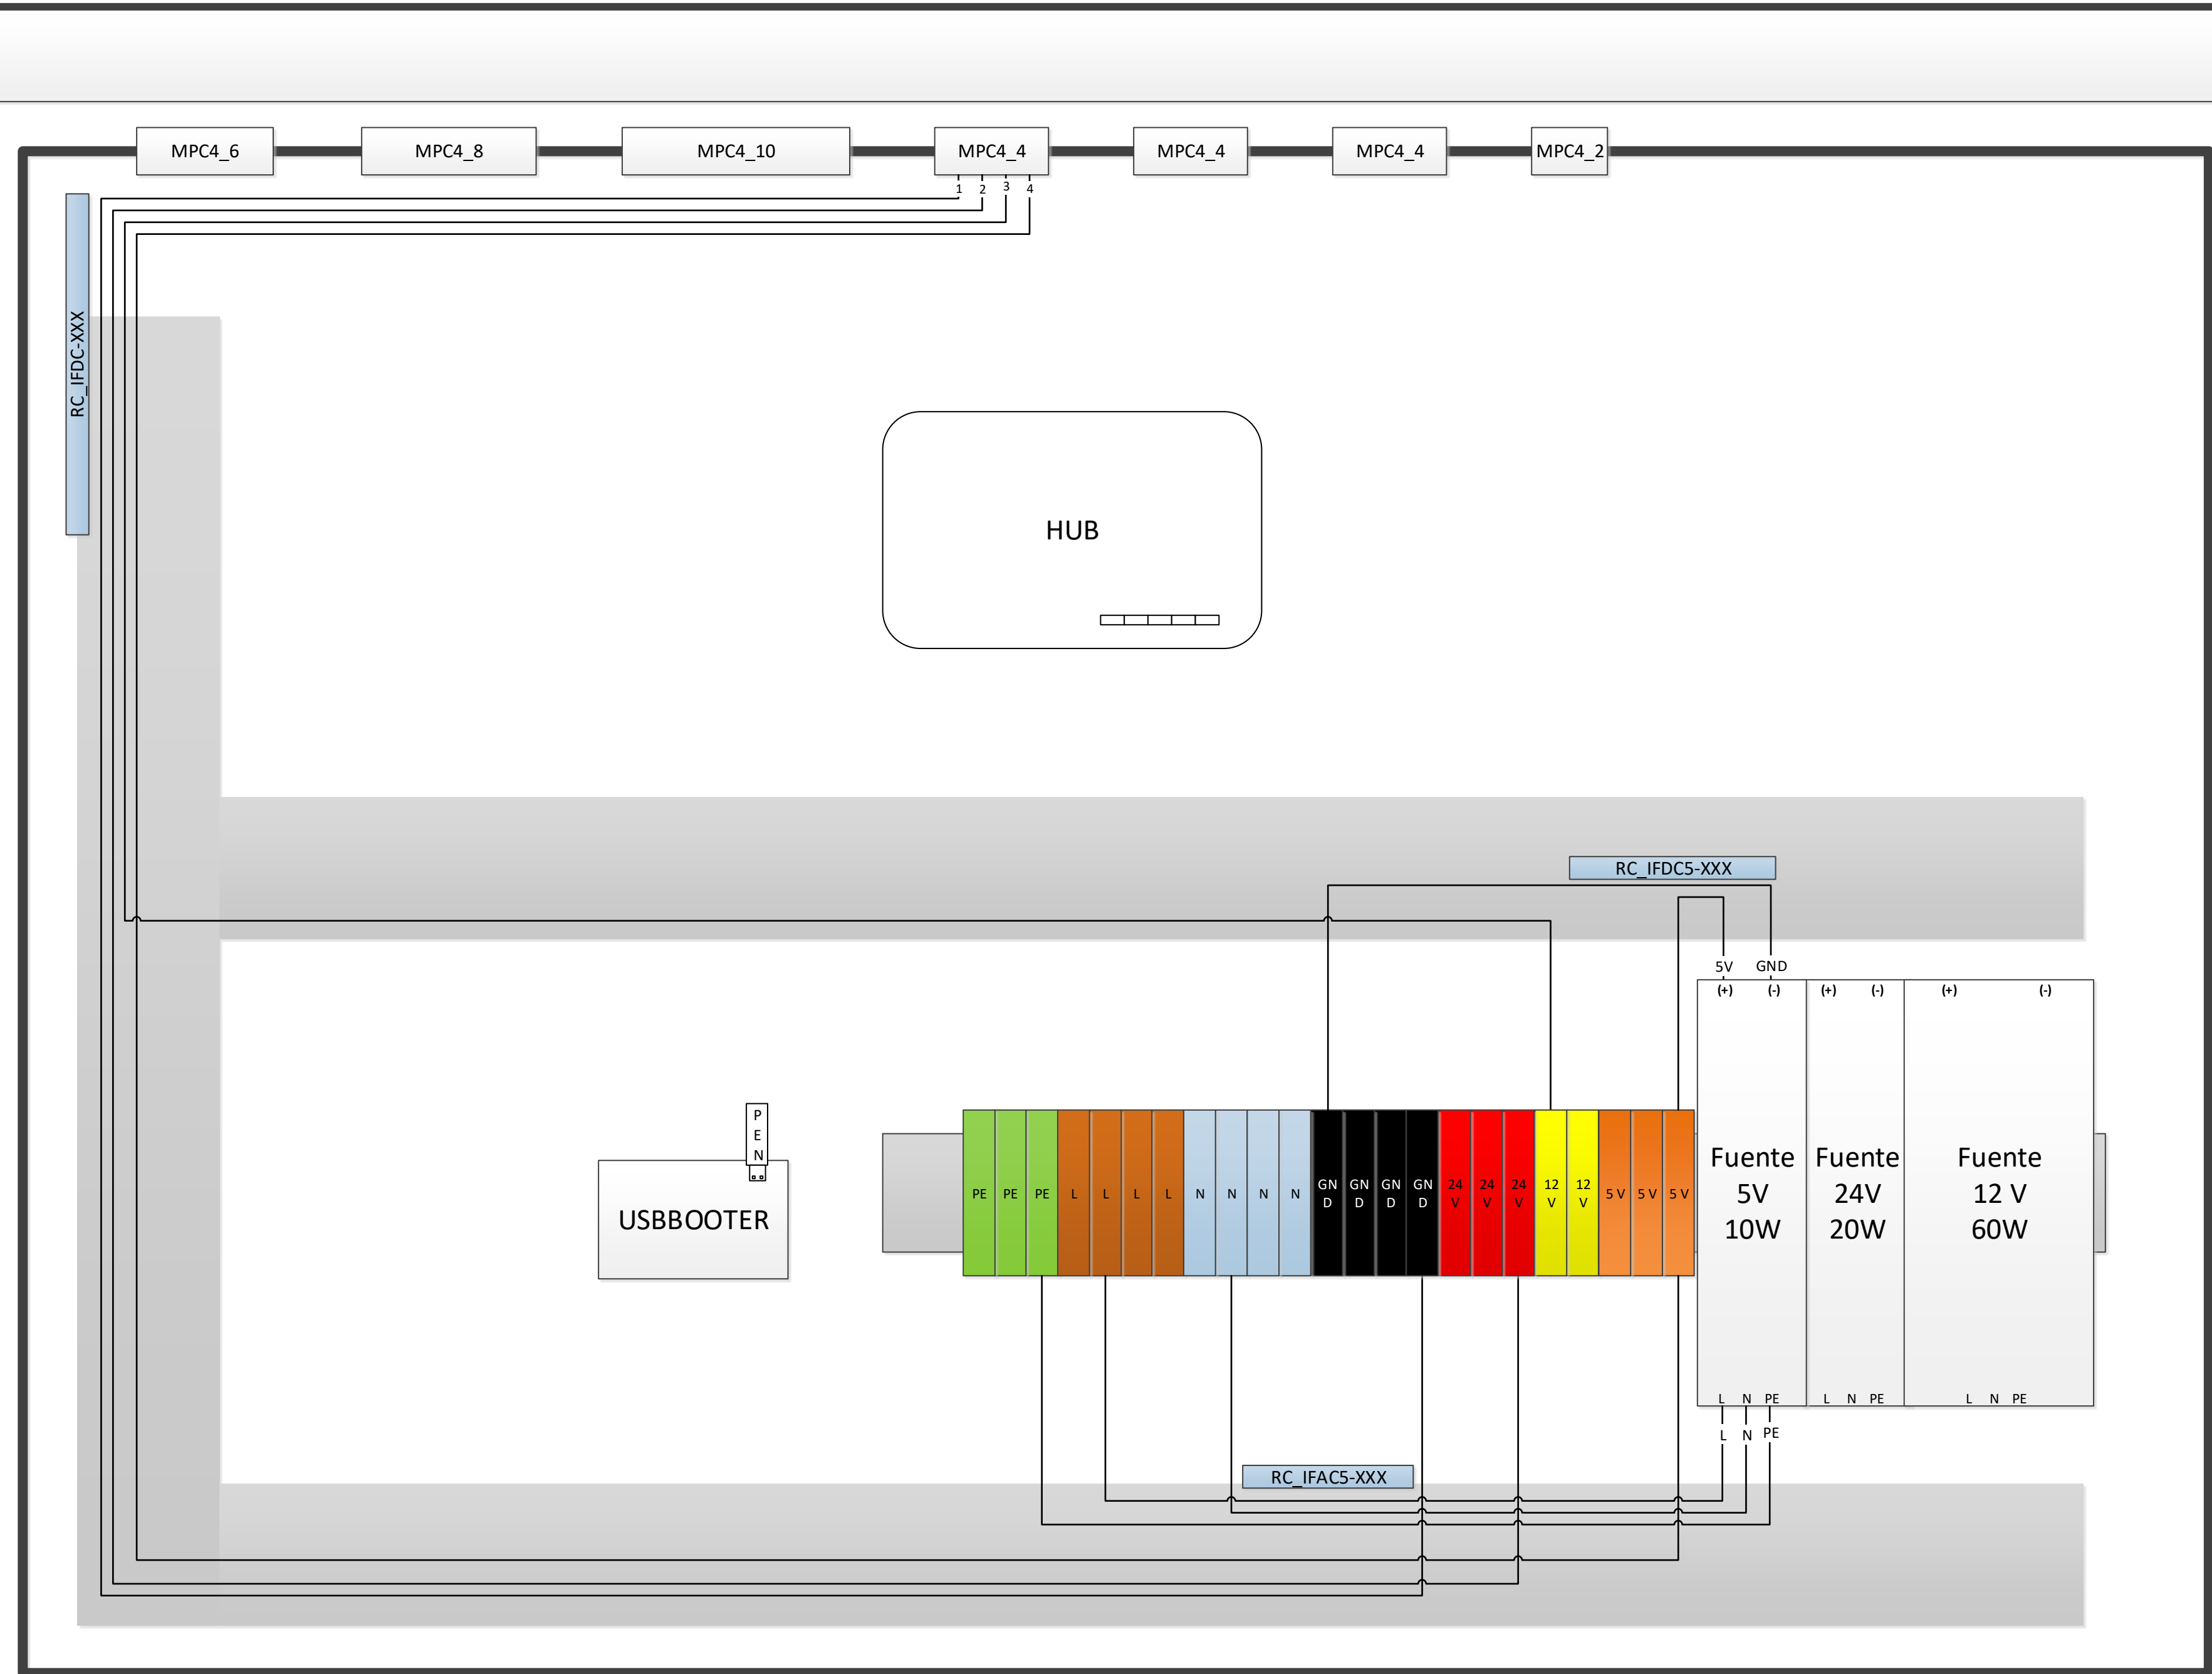 MPC4_6 MPC4_8 MPC4_10 MPC4_4 MPC4_4 MPC4_4 MPC4_2
1 2 3 4
RC_IFDC-XXX
HUB
RC_IFDC5-XXX
5V GND
(+) (-) (+) (-) (+) (-)
P
E
N
USBBOOTER
PE PE PE L L L L N N N N
GN GN GN GN
D D D D
24 24 24 12 12
V V V V V
5 V 5 V 5 V
Fuente
5V
10W
Fuente
24V
20W
Fuente
12 V
60W
L N PE L N PE L N PE
L N PE
RC_IFAC5-XXX